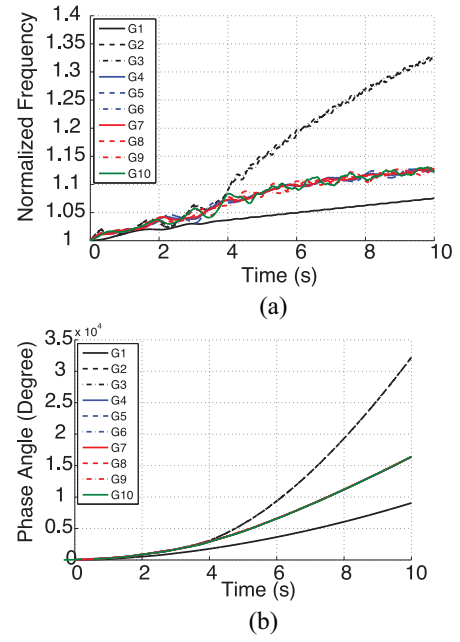 1.4
1.35
1.3
1.25
1.2
1.15
1.1
1.05
1
Normalized Frequency
G1
G2
G3
G4
G5
G6
G7
G8
G9
G10
0 2 4 6 8 10
Time (s)
(a)
3.5 x 10⁴
3
2.5
2
1.5
1
0.5
0
Phase Angle (Degree)
G1
G2
G3
G4
G5
G6
G7
G8
G9
G10
0 2 4 6 8 10
Time (s)
(b)